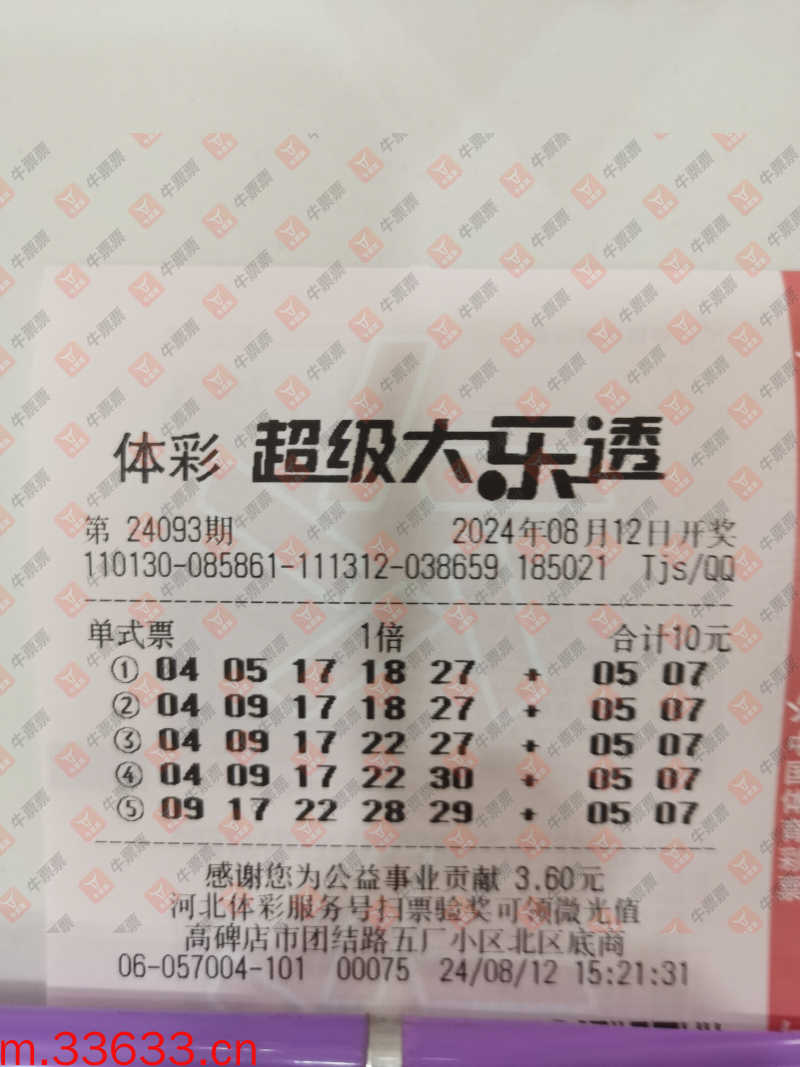 体彩 超级大乐透
第 24093期 2024年08月12日开奖
110130-085861-111312-038659 185021 Tjs/QQ
单式票 1倍 合计10元
① 04 05 17 18 27 + 05 07
② 04 09 17 18 27 + 05 07
③ 04 09 17 22 27 + 05 07
④ 04 09 17 22 30 + 05 07
⑤ 09 17 22 28 29 + 05 07
感谢您为公益事业贡献 3.60元
河北体彩服务号扫票验奖可领微光值
高碑店市团结路五厂小区北区底商
06-057004-101 00075 24/08/12 15:21:31
m.33633.cn
牛票票